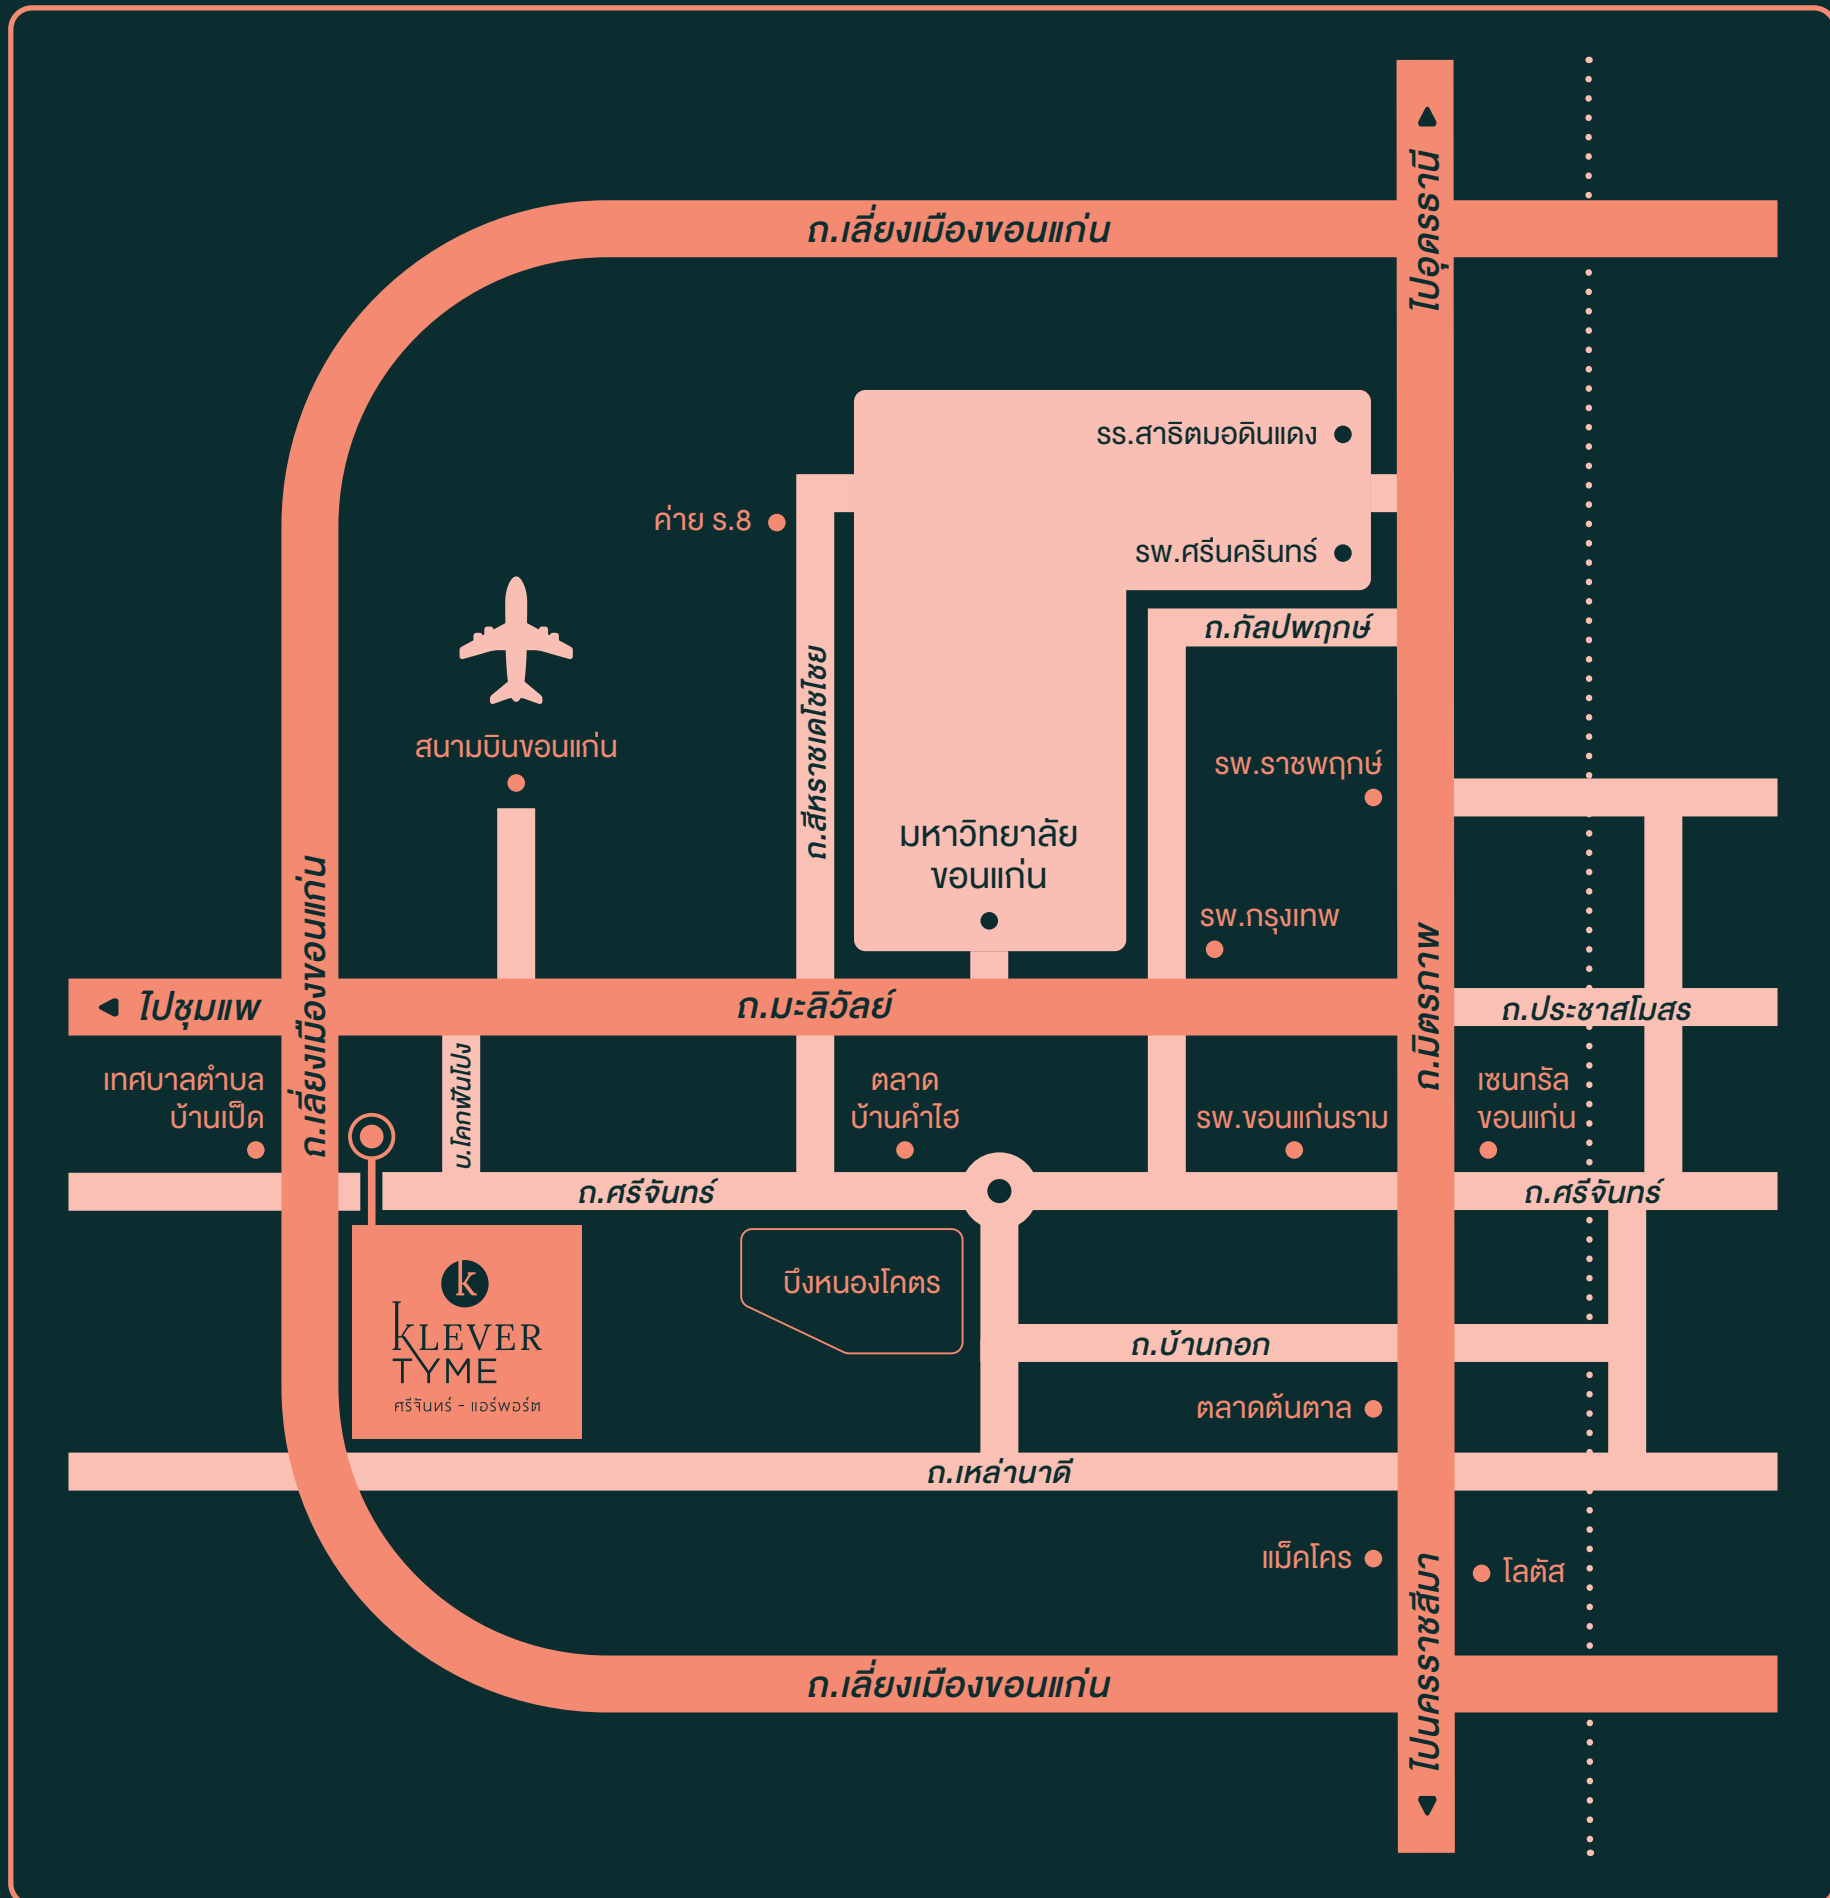 ไปอุดรธานี
ถ.เลี่ยงเมืองขอนแก่น
รร.สาธิตมอดินแดง
ค่าย ร.8
รพ.ศรีนครินทร์
ถ.กัลปพฤกษ์
สนามบินขอนแก่น
ถ.สีหราชเดโชไชย
รพ.ราชพฤกษ์
มหาวิทยาลัย
ขอนแก่น
รพ.กรุงเทพ
ถ.เลี่ยงเมืองขอนแก่น
ไปชุมแพ
ถ.มะลิวัลย์
ถ.มิตรภาพ
ถ.ประชาสโมสร
เทศบาลตำบล
บ้านเป็ด
บ.โคกฟันโปง
ตลาด
บ้านคำไฮ
รพ.ขอนแก่นราม
เซนทรัล
ขอนแก่น
ถ.ศรีจันทร์
ถ.ศรีจันทร์
บึงหนองโคตร
k
KLEVER
TYME
ศรีจันทร์ - แอร์พอร์ต
ถ.บ้านกอก
ตลาดต้นตาล
ถ.เหล่านาดี
แม็คโคร
โลตัส
ถ.เลี่ยงเมืองขอนแก่น
ไปนครราชสีมา